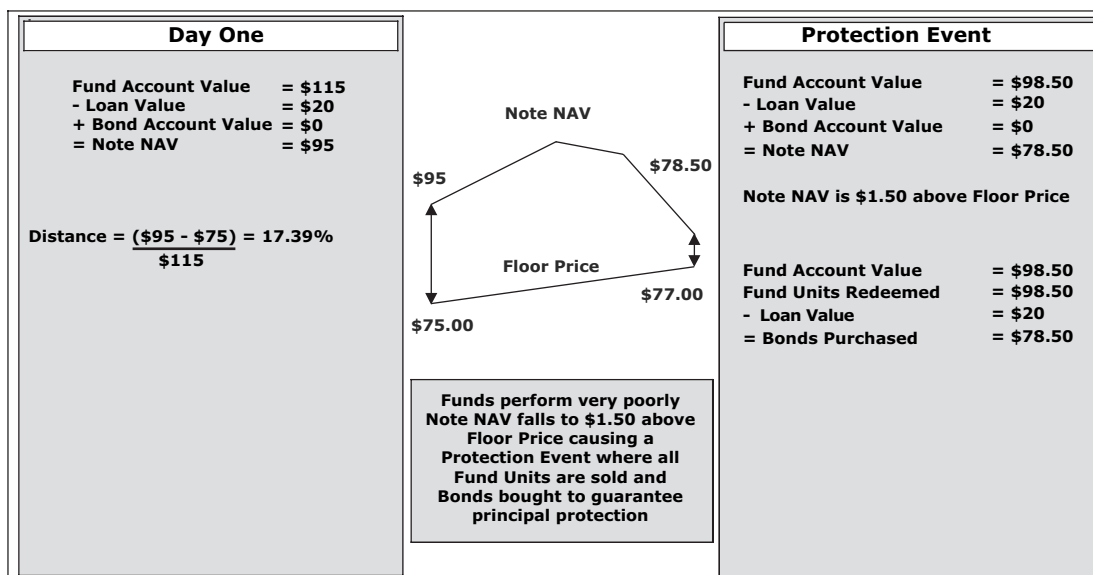 Day One
Fund Account Value = $115
- Loan Value = $20
+ Bond Account Value = $0
= Note NAV = $95
Distance = ($95 - $75) = 17.39%
$115
Note NAV
$95
$78.50
Floor Price
$77.00
$75.00
Funds perform very poorly
Note NAV falls to $1.50 above
Floor Price causing a
Protection Event where all
Fund Units are sold and
Bonds bought to guarantee
principal protection
Protection Event
Fund Account Value = $98.50
- Loan Value = $20
+ Bond Account Value = $0
= Note NAV = $78.50
Note NAV is $1.50 above Floor Price
Fund Account Value = $98.50
Fund Units Redeemed = $98.50
- Loan Value = $20
= Bonds Purchased = $78.50